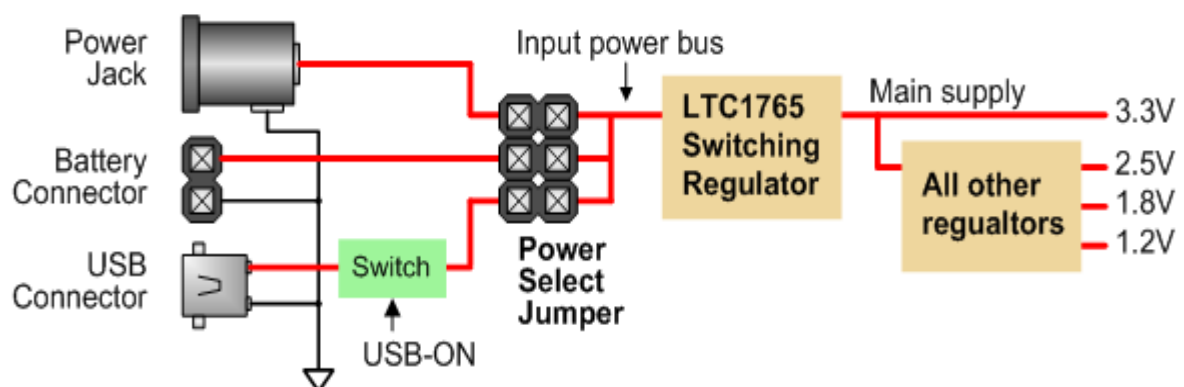 Power
Jack
Battery
Connector
USB
Connector
Switch
USB-ON
Power
Select
Jumper
Input power bus
LTC1765
Switching
Regulator
Main supply
All other
regualtors
3.3V
2.5V
1.8V
1.2V